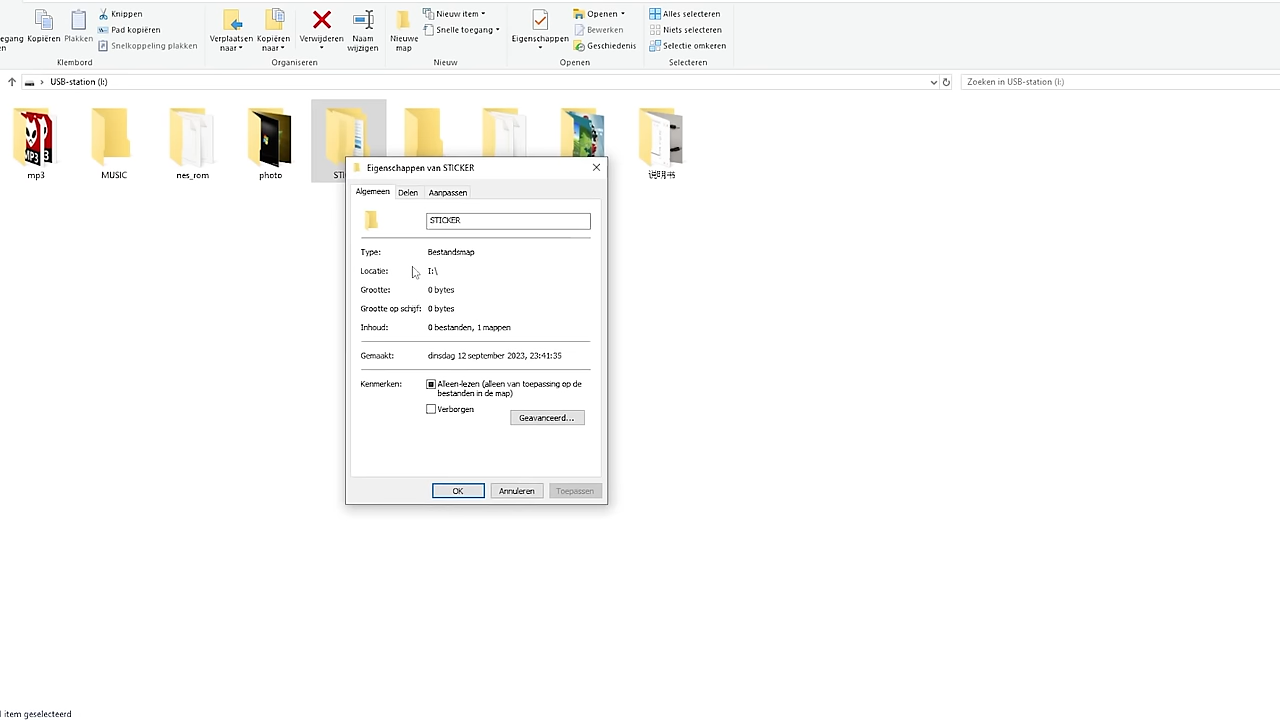 Knippen
Pad kopiëren
Snelkoppeling plakken
Kopiëren
Plakken
Klembord
Verplaatsen
naar
Kopiëren
naar
Verwijderen
Naam
wijzigen
Organiseren
Nieuwe
map
Nieuw item
Snelle toegang
Nieuw
Eigenschappen
Openen
Bewerken
Geschiedenis
Openen
Alles selecteren
Niets selecteren
Selectie omkeren
Selecteren
USB-station (I:)
Zoeken in USB-station (I:)
MP3
mp3
MUSIC
nes_rom
photo
说明书
Eigenschappen van STICKER
Algemeen
Delen
Aanpassen
STICKER
Type: Bestandsmap
Locatie: I:\
Grootte: 0 bytes
Grootte op schijf: 0 bytes
Inhoud: 0 bestanden, 1 mappen
Gemaakt: dinsdag 12 september 2023, 23:41:35
Kenmerken: Alleen-lezen (alleen van toepassing op de
bestanden in de map)
Verborgen
Geavanceerd...
OK
Annuleren
Toepassen
item geselecteerd